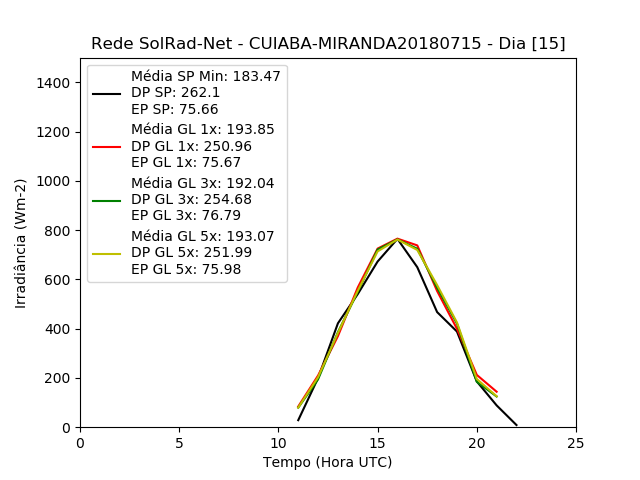 Rede SolRad-Net - CUIABA-MIRANDA20180715 - Dia [15]
Média SP Min: 183.47
DP SP: 262.1
EP SP: 75.66
Média GL 1x: 193.85
DP GL 1x: 250.96
EP GL 1x: 75.67
Média GL 3x: 192.04
DP GL 3x: 254.68
EP GL 3x: 76.79
Média GL 5x: 193.07
DP GL 5x: 251.99
EP GL 5x: 75.98
Irradiância (Wm-2)
1400
1200
1000
800
600
400
200
0
0 5 10 15 20 25
Tempo (Hora UTC)